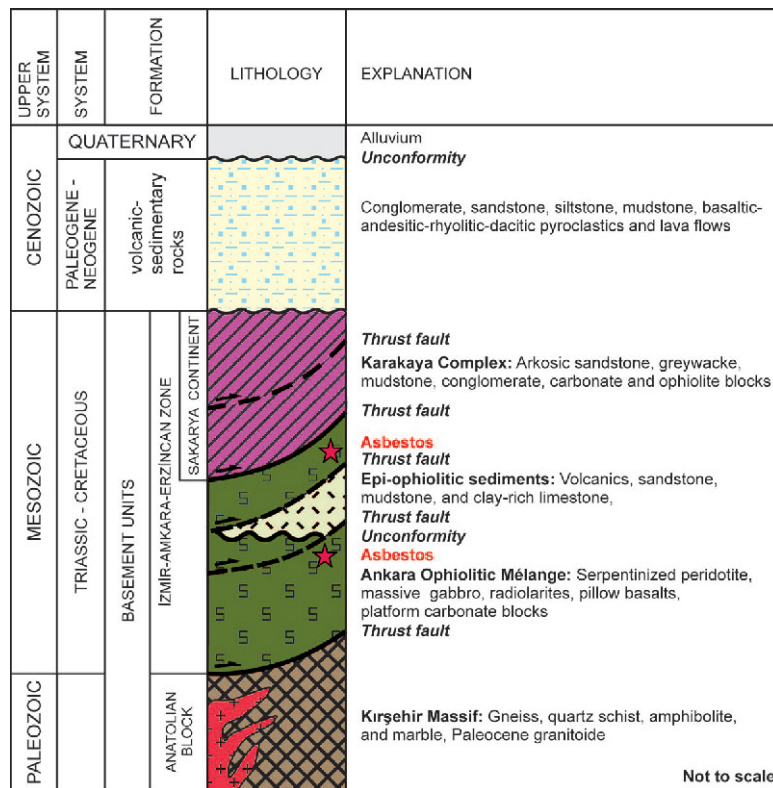 UPPER
SYSTEM
SYSTEM
FORMATION
LITHOLOGY
EXPLANATION
CENOZOIC
QUATERNARY
Alluvium
Unconformity
PALEOGENE -
NEOGENE
volcanic-
sedimentary
rocks
Conglomerate, sandstone, siltstone, mudstone, basaltic-
andesitic-rhyolitic-dacitic pyroclastics and lava flows
MESOZOIC
TRIASSIC - CRETACEOUS
BASEMENT UNITS
İZMİR-AMKARA-ERZİNCAN ZONE
SAKARYA CONTINENT
Thrust fault
Karakaya Complex: Arkosic sandstone, greywacke,
mudstone, conglomerate, carbonate and ophiolite blocks
Thrust fault
Asbestos
Thrust fault
Epi-ophiolitic sediments: Volcanics, sandstone,
mudstone, and clay-rich limestone,
Thrust fault
Unconformity
Asbestos
Ankara Ophiolitic Mélange: Serpentinized peridotite,
massive gabbro, radiolarites, pillow basalts,
platform carbonate blocks
Thrust fault
PALEOZOIC
ANATOLIAN
BLOCK
Kırşehir Massif: Gneiss, quartz schist, amphibolite,
and marble, Paleocene granitoide
Not to scale